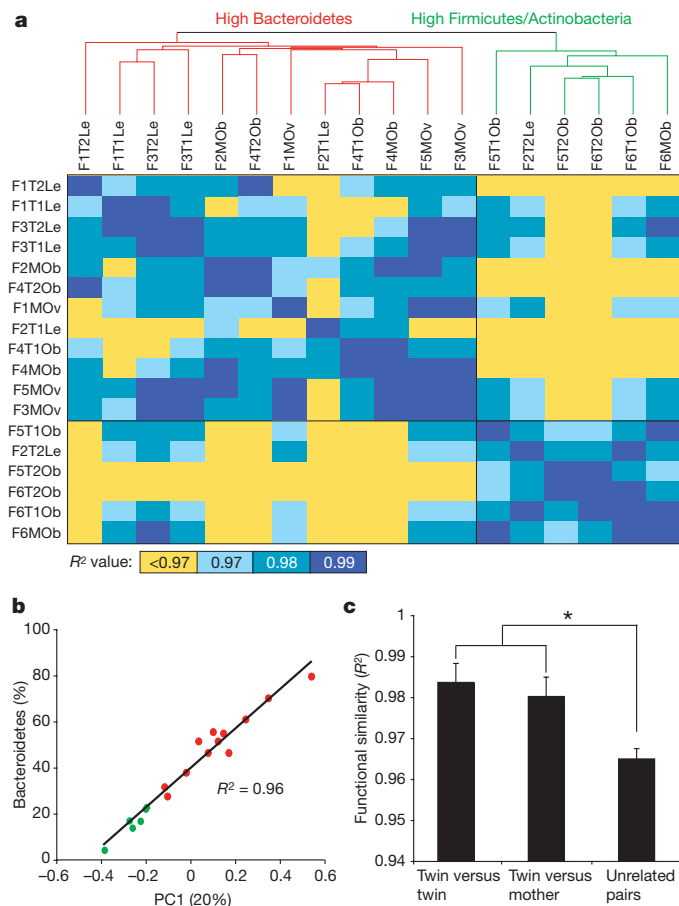 a
High Bacteroidetes High Firmicutes/Actinobacteria
F1T2Le F1T1Le F3T2Le F3T1Le F2MOb F4T2Ob F1MOv F2T1Le F4T1Ob F4MOb F5MOv F3MOv F5T1Ob F2T2Le F5T2Ob F6T2Ob F6T1Ob F6MOb
F1T2Le
F1T1Le
F3T2Le
F3T1Le
F2MOb
F4T2Ob
F1MOv
F2T1Le
F4T1Ob
F4MOb
F5MOv
F3MOv
F5T1Ob
F2T2Le
F5T2Ob
F6T2Ob
F6T1Ob
F6MOb
R² value: <0.97 0.97 0.98 0.99
b
Bacteroidetes (%)
100
80
60
40
20
0
R² = 0.96
−0.6 −0.4 −0.2 0 0.2 0.4 0.6
PC1 (20%)
c
Functional similarity (R²)
1
0.99
0.98
0.97
0.96
0.95
0.94
*
Twin versus twin
Twin versus mother
Unrelated pairs